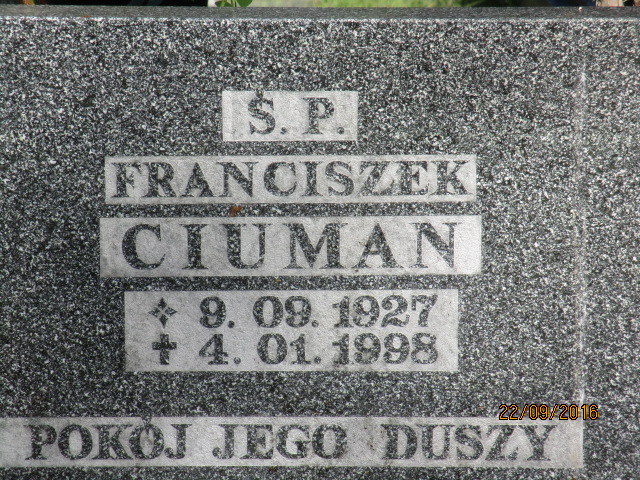 Ś. P.
FRANCISZEK
CIUMAN
9. 09. 1927
✝ 4. 01. 1998
22/09/2016
POKÓJ JEGO DUSZY